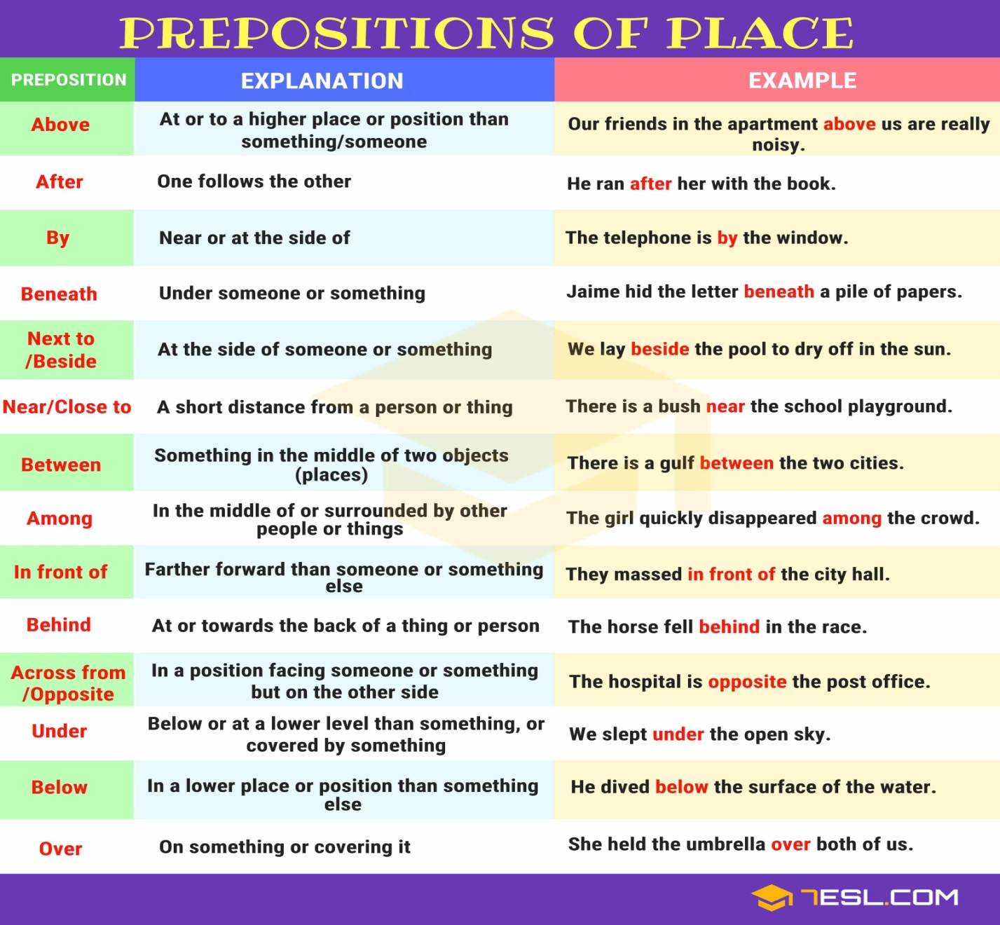 PREPOSITIONS OF PLACE
PREPOSITION
EXPLANATION
EXAMPLE
Above
At or to a higher place or position than
something/someone
Our friends in the apartment above us are really
noisy.
After
One follows the other
He ran after her with the book.
By
Near or at the side of
The telephone is by the window.
Beneath
Under someone or something
Jaime hid the letter beneath a pile of papers.
Next to
/Beside
At the side of someone or something
We lay beside the pool to dry off in the sun.
Near/Close to
A short distance from a person or thing
There is a bush near the school playground.
Between
Something in the middle of two objects
(places)
There is a gulf between the two cities.
Among
In the middle of or surrounded by other
people or things
The girl quickly disappeared among the crowd.
In front of
Farther forward than someone or something
else
They massed in front of the city hall.
Behind
At or towards the back of a thing or person
The horse fell behind in the race.
Across from
/Opposite
In a position facing someone or something
but on the other side
The hospital is opposite the post office.
Under
Below or at a lower level than something, or
covered by something
We slept under the open sky.
Below
In a lower place or position than something
else
He dived below the surface of the water.
Over
On something or covering it
She held the umbrella over both of us.
7ESL.COM